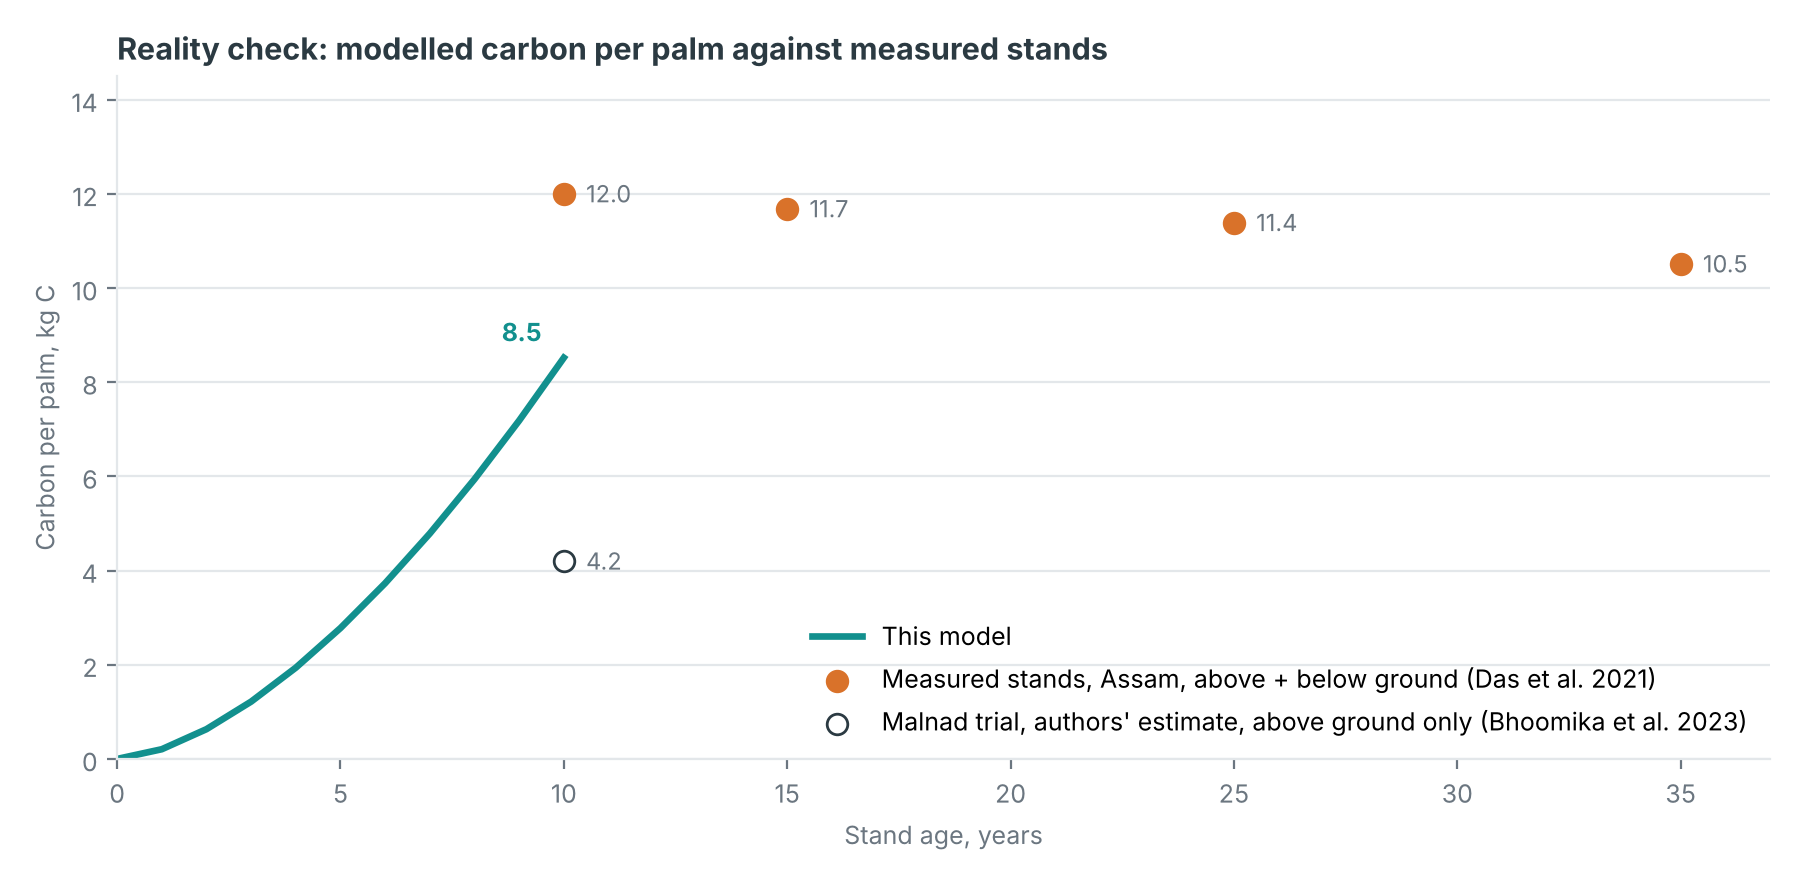 Reality check: modelled carbon per palm against measured stands
Carbon per palm, kg C
14
12
10
8
6
4
2
0
12.0
11.7
11.4
10.5
8.5
4.2
This model
Measured stands, Assam, above + below ground (Das et al. 2021)
Malnad trial, authors' estimate, above ground only (Bhoomika et al. 2023)
0 5 10 15 20 25 30 35
Stand age, years